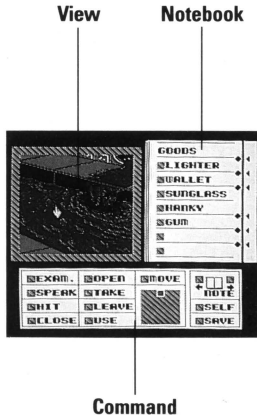 View Notebook
GOODS
LIGHTER
WALLET
SUNGLASS
HANKY
GUM
EXAM. OPEN MOVE
SPEAK TAKE NOTE
HIT LEAVE SELF
CLOSE USE SAVE
Command